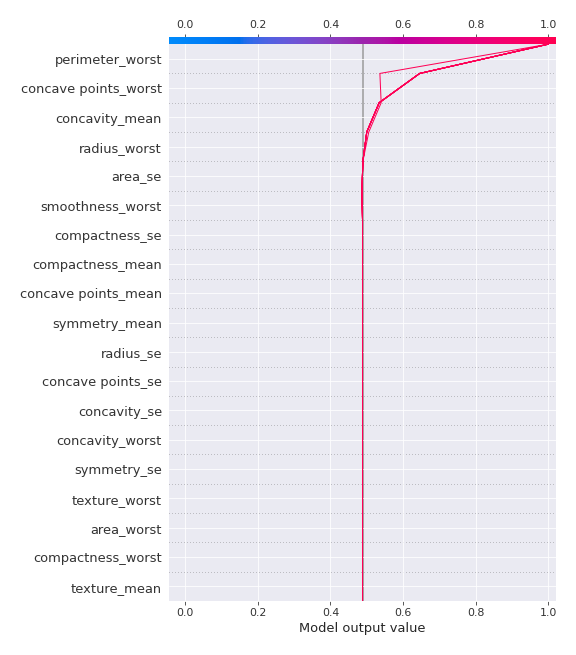 0.0 0.2 0.4 0.6 0.8 1.0
perimeter_worst
concave points_worst
concavity_mean
radius_worst
area_se
smoothness_worst
compactness_se
compactness_mean
concave points_mean
symmetry_mean
radius_se
concave points_se
concavity_se
concavity_worst
symmetry_se
texture_worst
area_worst
compactness_worst
texture_mean
0.0 0.2 0.4 0.6 0.8 1.0
Model output value